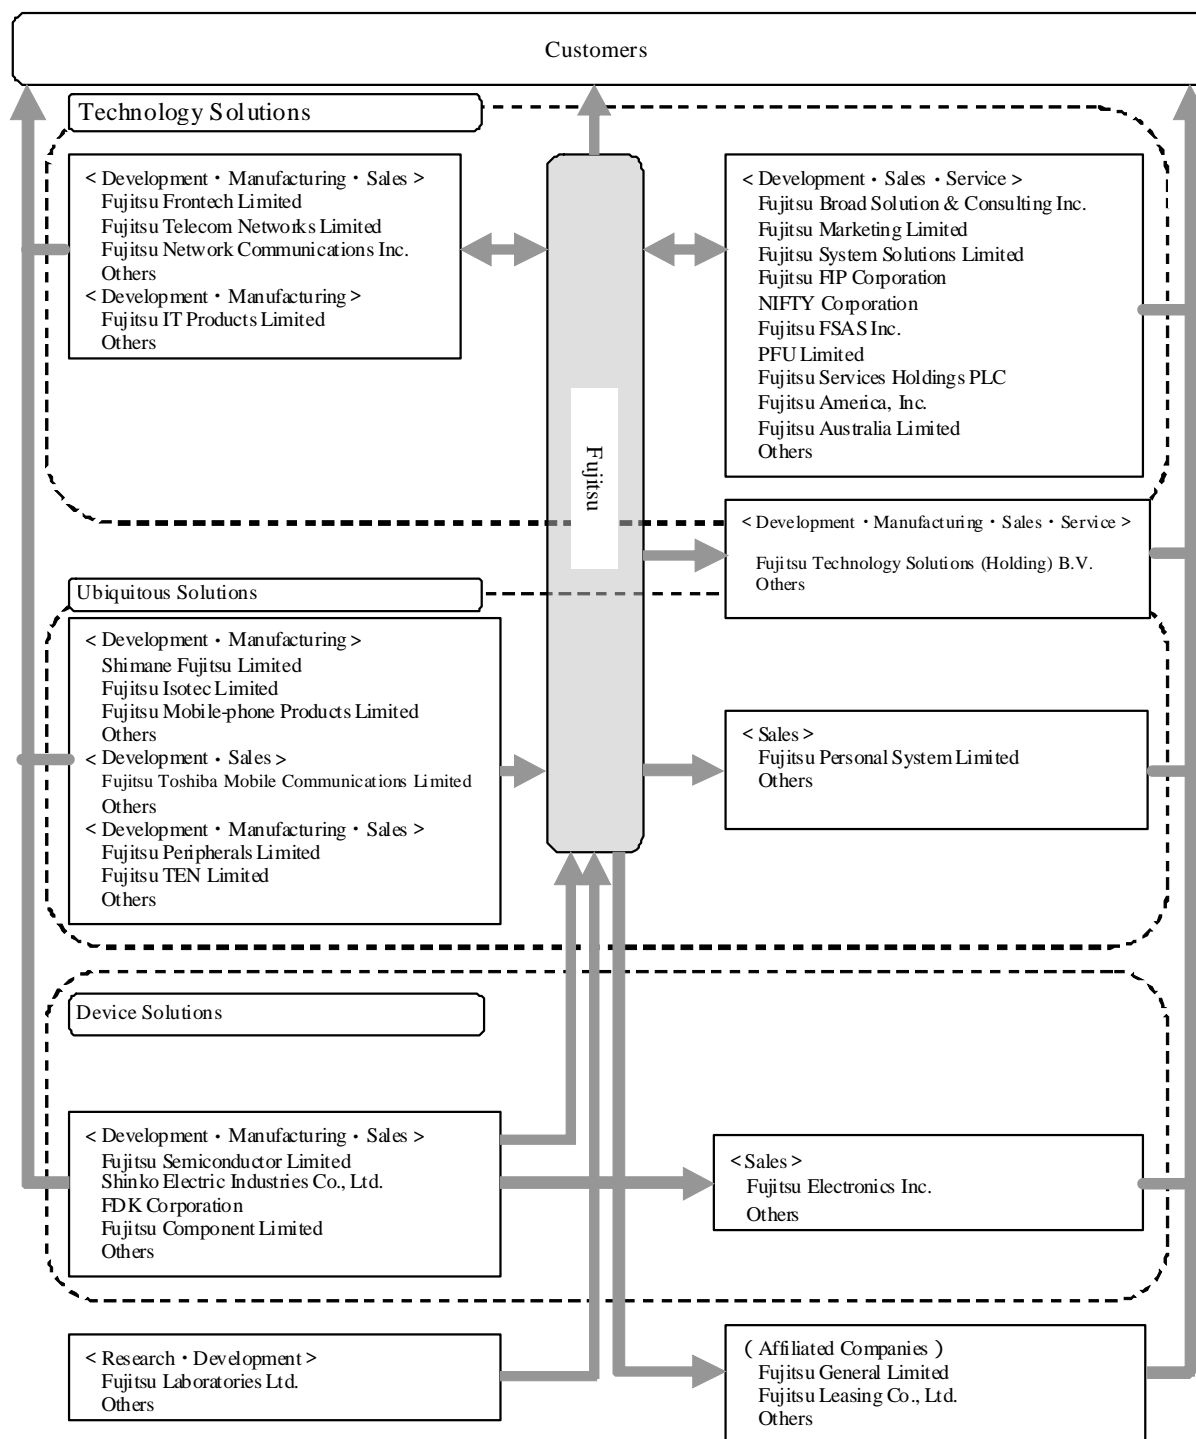 Customers
Technology Solutions
< Development・Manufacturing・Sales >
Fujitsu Frontech Limited
Fujitsu Telecom Networks Limited
Fujitsu Network Communications Inc.
Others
< Development・Manufacturing >
Fujitsu IT Products Limited
Others
Fujitsu
< Development・Sales・Service >
Fujitsu Broad Solution & Consulting Inc.
Fujitsu Marketing Limited
Fujitsu System Solutions Limited
Fujitsu FIP Corporation
NIFTY Corporation
Fujitsu FSAS Inc.
PFU Limited
Fujitsu Services Holdings PLC
Fujitsu America, Inc.
Fujitsu Australia Limited
Others
< Development・Manufacturing・Sales・Service >
Fujitsu Technology Solutions (Holding) B.V.
Others
Ubiquitous Solutions
< Development・Manufacturing >
Shimane Fujitsu Limited
Fujitsu Isotec Limited
Fujitsu Mobile-phone Products Limited
Others
< Development・Sales >
Fujitsu Toshiba Mobile Communications Limited
Others
< Development・Manufacturing・Sales >
Fujitsu Peripherals Limited
Fujitsu TEN Limited
Others
< Sales >
Fujitsu Personal System Limited
Others
Device Solutions
< Development・Manufacturing・Sales >
Fujitsu Semiconductor Limited
Shinko Electric Industries Co., Ltd.
FDK Corporation
Fujitsu Component Limited
Others
< Sales >
Fujitsu Electronics Inc.
Others
< Research・Development >
Fujitsu Laboratories Ltd.
Others
( Affiliated Companies )
Fujitsu General Limited
Fujitsu Leasing Co., Ltd.
Others